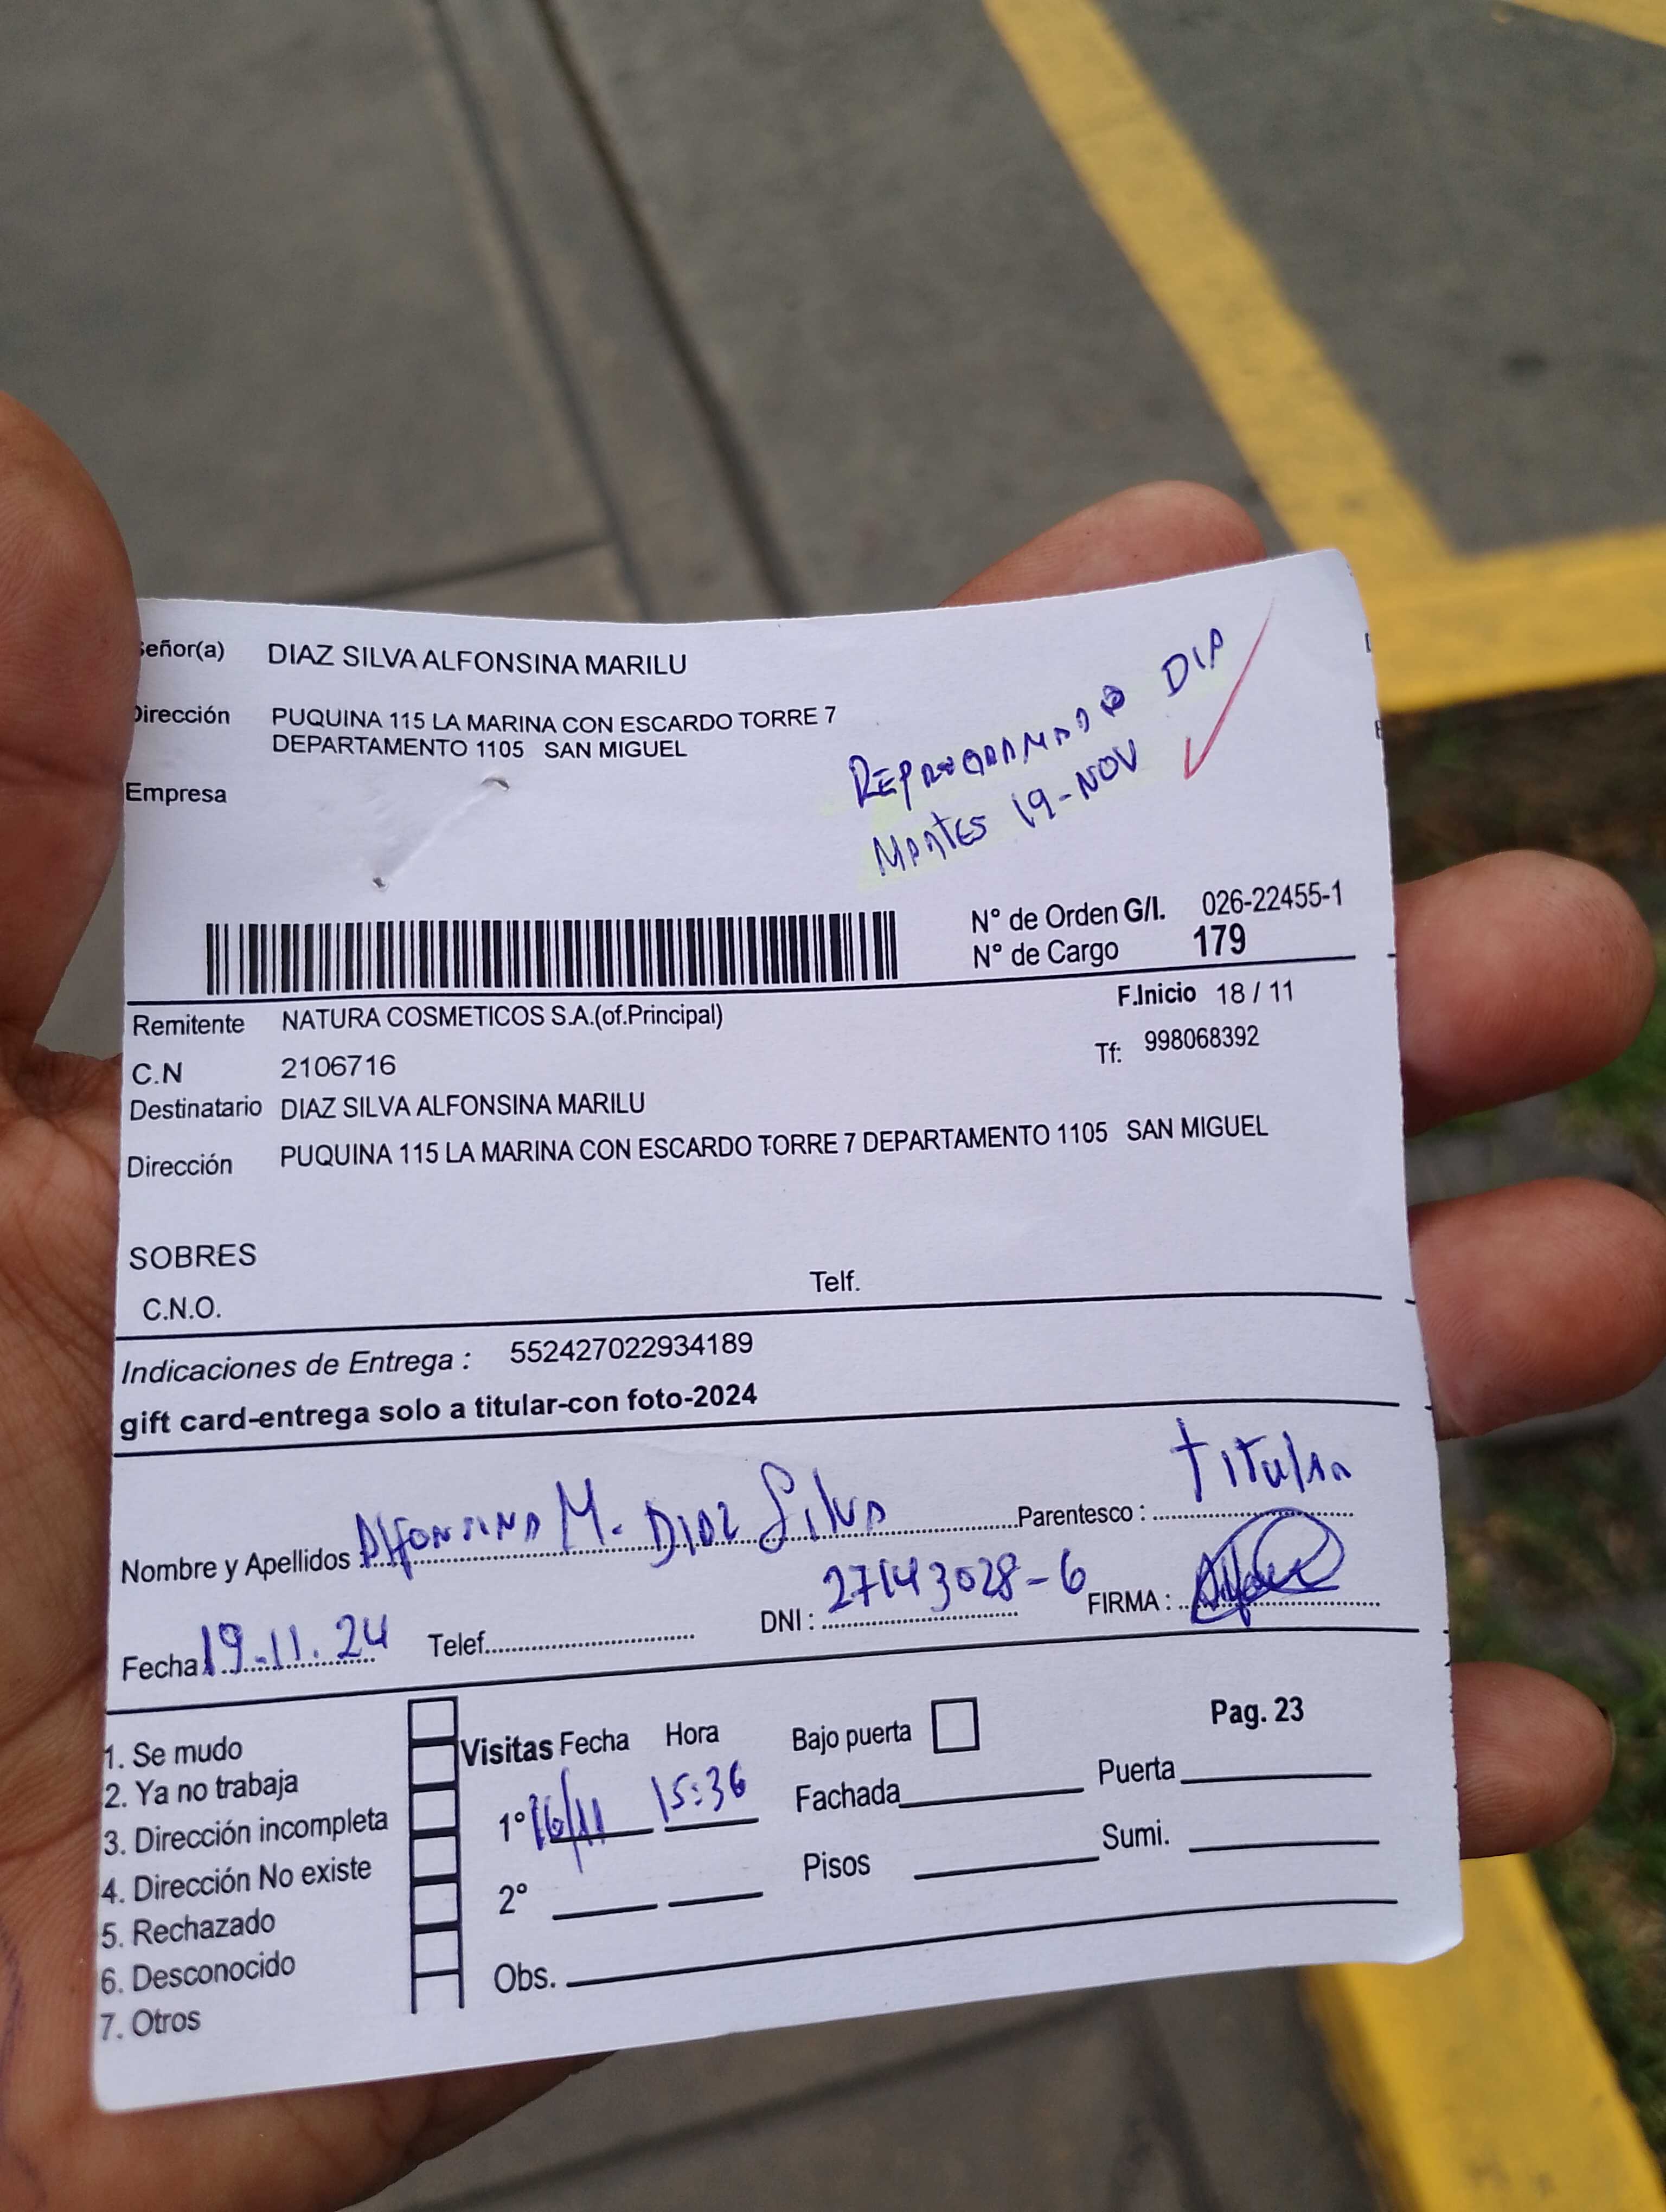 Señor(a) DIAZ SILVA ALFONSINA MARILU
Dirección PUQUINA 115 LA MARINA CON ESCARDO TORRE 7
DEPARTAMENTO 1105 SAN MIGUEL
Empresa
REPROGRAMADO DIA
MARTES 19-NOV
N° de Orden G/I. 026-22455-1
N° de Cargo 179
Remitente NATURA COSMETICOS S.A.(of.Principal) F.Inicio 18 / 11
C.N 2106716 Tf: 998068392
Destinatario DIAZ SILVA ALFONSINA MARILU
Dirección PUQUINA 115 LA MARINA CON ESCARDO TORRE 7 DEPARTAMENTO 1105 SAN MIGUEL
SOBRES
C.N.O. Telf.
Indicaciones de Entrega : 552427022934189
gift card-entrega solo a titular-con foto-2024
Nombre y Apellidos Alfonsina M. DIAZ Silva Parentesco : titular
Fecha 19.11.24 Telef. DNI : 27143028-6 FIRMA :
1. Se mudo
2. Ya no trabaja
3. Dirección incompleta
4. Dirección No existe
5. Rechazado
6. Desconocido
7. Otros
Visitas Fecha Hora
1° 16/11 15:36
2°
Obs.
Bajo puerta Pag. 23
Fachada Puerta
Pisos Sumi.